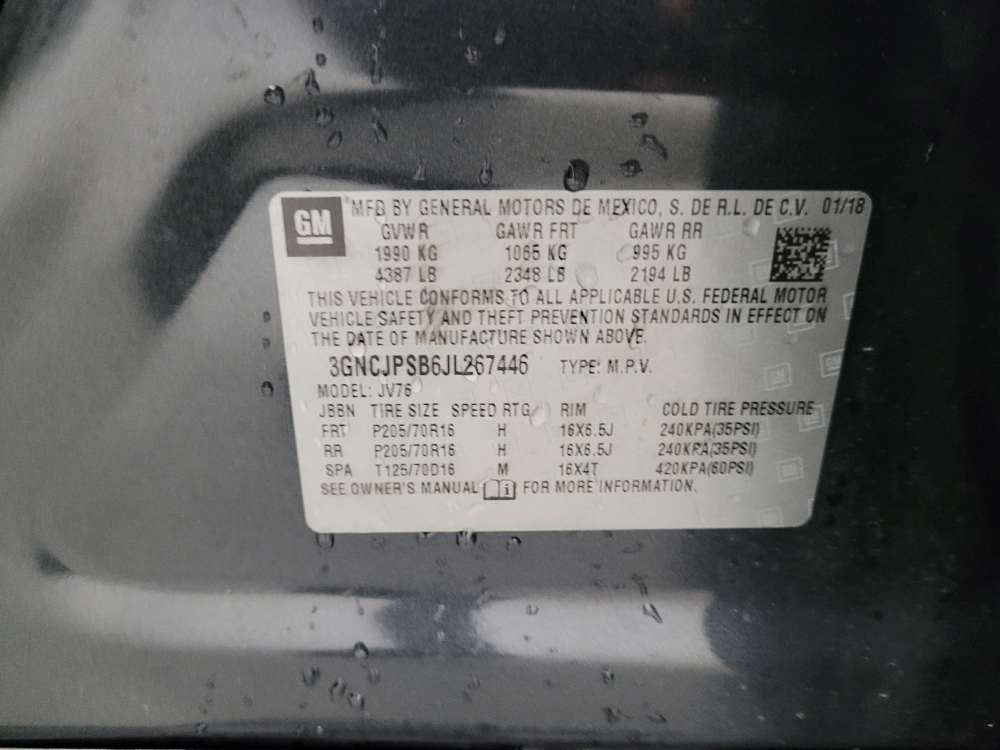 GM
MFD BY GENERAL MOTORS DE MEXICO, S. DE R.L. DE C.V. 01/18
GVWR GAWR FRT GAWR RR
1990 KG 1065 KG 995 KG
4387 LB 2348 LB 2194 LB
THIS VEHICLE CONFORMS TO ALL APPLICABLE U.S. FEDERAL MOTOR
VEHICLE SAFETY AND THEFT PREVENTION STANDARDS IN EFFECT ON
THE DATE OF MANUFACTURE SHOWN ABOVE.
3GNCJPSB6JL267446 TYPE: M.P.V.
MODEL: JV76
JBBN TIRE SIZE SPEED RTG RIM COLD TIRE PRESSURE
FRT P205/70R16 H 16X6.5J 240KPA(35PSI)
RR P205/70R16 H 16X6.5J 240KPA(35PSI)
SPA T125/70D16 M 16X4T 420KPA(60PSI)
SEE OWNER'S MANUAL FOR MORE INFORMATION.